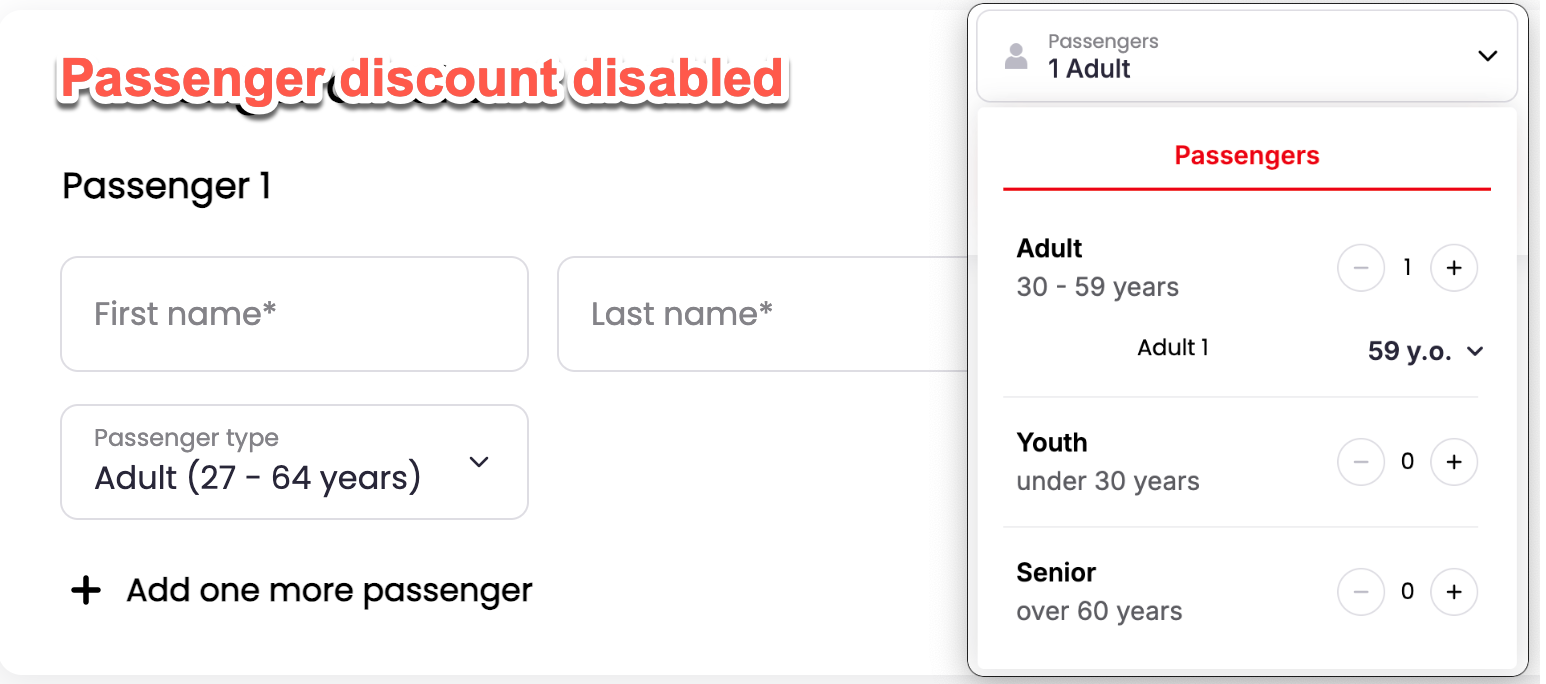 Passenger discount disabled
Passenger 1
First name*
Last name*
Passenger type
Adult (27 - 64 years)
Add one more passenger
Passengers
1 Adult
Passengers
Adult
30 - 59 years
1
Adult 1
59 y.o.
Youth
under 30 years
0
Senior
over 60 years
0